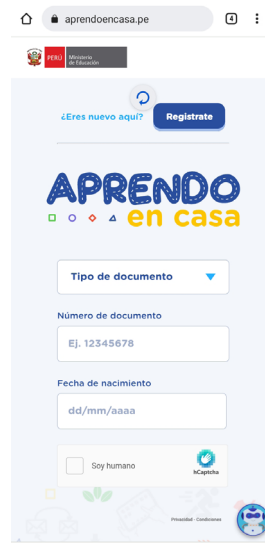 aprendoencasa.pe
4
PERÚ
Ministerio
de Educación
¿Eres nuevo aquí?
Regístrate
APRENDO
en casa
Tipo de documento
Número de documento
Ej. 12345678
Fecha de nacimiento
dd/mm/aaaa
Soy humano
hCaptcha
Privacidad - Condiciones